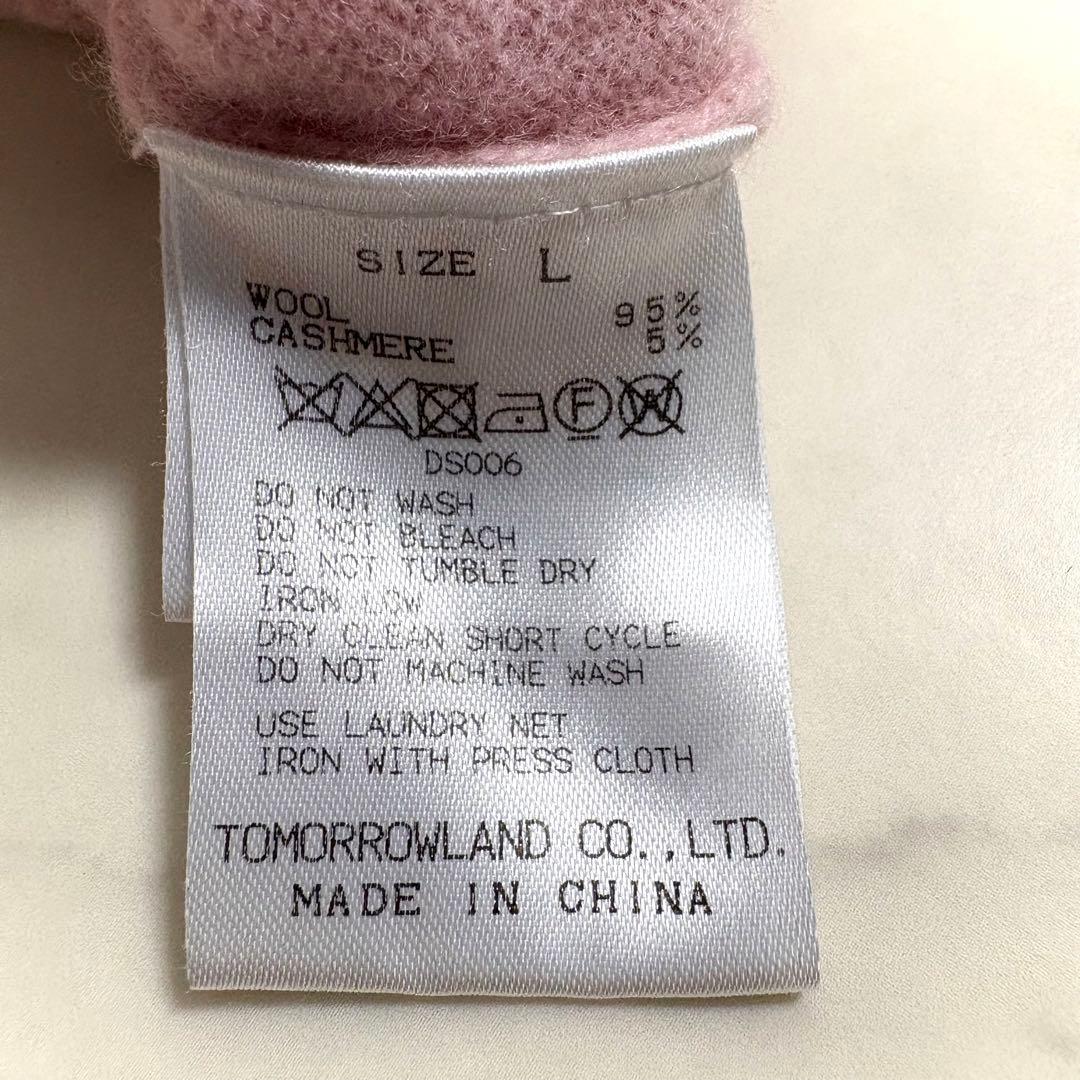 SIZE L
WOOL 95%
CASHMERE 5%
F W
DS006
DO NOT WASH
DO NOT BLEACH
DO NOT TUMBLE DRY
IRON LOW
DRY CLEAN SHORT CYCLE
DO NOT MACHINE WASH
USE LAUNDRY NET
IRON WITH PRESS CLOTH
TOMORROWLAND CO.,LTD.
MADE IN CHINA